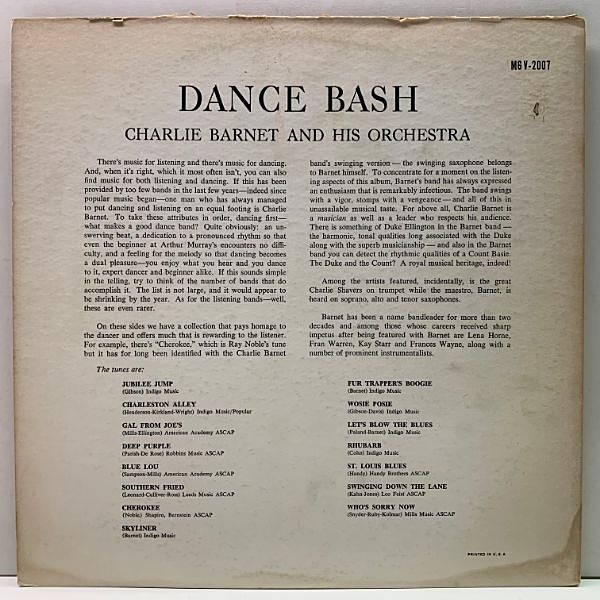 MG V-2007
DANCE BASH
CHARLIE BARNET AND HIS ORCHESTRA
There's music for listening and there's music for dancing.
And, when it's right, which it most often isn't, you can also
find music for both listening and dancing. If this has been
provided by too few bands in the last few years—indeed since
popular music began—one man who has always managed
to put dancing and listening on an equal footing is Charlie
Barnet. To take these attributes in order, dancing first—
what makes a good dance band? Quite obviously: an un-
swerving beat, a dedication to a pronounced rhythm so that
even the beginner at Arthur Murray's encounters no diffi-
culty, and a feeling for the melody so that dancing becomes
a dual pleasure—you enjoy what you hear and you dance
to it, expert dancer and beginner alike. If this sounds simple
in the telling, try to think of the number of bands that do
accomplish it. The list is not large, and it would appear to
be shrinking by the year. As for the listening bands—well,
these are even rarer.
On these sides we have a collection that pays homage to
the dancer and offers much that is rewarding to the listener.
For example, there's "Cherokee," which is Ray Noble's tune
but it has for long been identified with the Charlie Barnet
band's swinging version — the swinging saxophone belongs
to Barnet himself. To concentrate for a moment on the listen-
ing aspects of this album, Barnet's band has always expressed
an enthusiasm that is remarkably infectious. The band swings
with a vigor, stomps with a vengeance — and all of this in
unassailable musical taste. For above all, Charlie Barnet is
a musician as well as a leader who respects his audience.
There is something of Duke Ellington in the Barnet band —
the harmonic, tonal qualities long associated with the Duke
along with the superb musicianship — and also in the Barnet
band you can detect the rhythmic qualities of a Count Basie.
The Duke and the Count? A royal musical heritage, indeed!
Among the artists featured, incidentally, is the great
Charlie Shavers on trumpet while the maestro, Barnet, is
heard on soprano, alto and tenor saxophones.
Barnet has been a name bandleader for more than two
decades and among those whose careers received sharp
impetus after being featured with Barnet are Lena Horne,
Fran Warren, Kay Starr and Frances Wayne, along with a
number of prominent instrumentalists.
The tunes are:
JUBILEE JUMP
(Gibson) Indigo Music
CHARLESTON ALLEY
(Henderson-Kirkland-Wright) Indigo Music/Popular
GAL FROM JOE'S
(Mills-Ellington) American Academy ASCAP
DEEP PURPLE
(Parish-De Rose) Robbins Music ASCAP
BLUE LOU
(Sampson-Mills) American Academy ASCAP
SOUTHERN FRIED
(Leonard-Culliver-Ross) Leeds Music ASCAP
CHEROKEE
(Noble) Shapiro, Bernstein ASCAP
SKYLINER
(Barnet) Indigo Music
FUR TRAPPER'S BOOGIE
(Barnet) Indigo Music
WOSIE POSIE
(Gibson-Davis) Indigo Music
LET'S BLOW THE BLUES
(Faland-Barnet) Indigo Music
RHUBARB
(Cohn) Indigo Music
ST. LOUIS BLUES
(Handy) Handy Brothers ASCAP
SWINGING DOWN THE LANE
(Kahn-Jones) Leo Feist ASCAP
WHO'S SORRY NOW
(Snyder-Ruby-Kolmar) Mills Music ASCAP
PRINTED IN U.S.A.